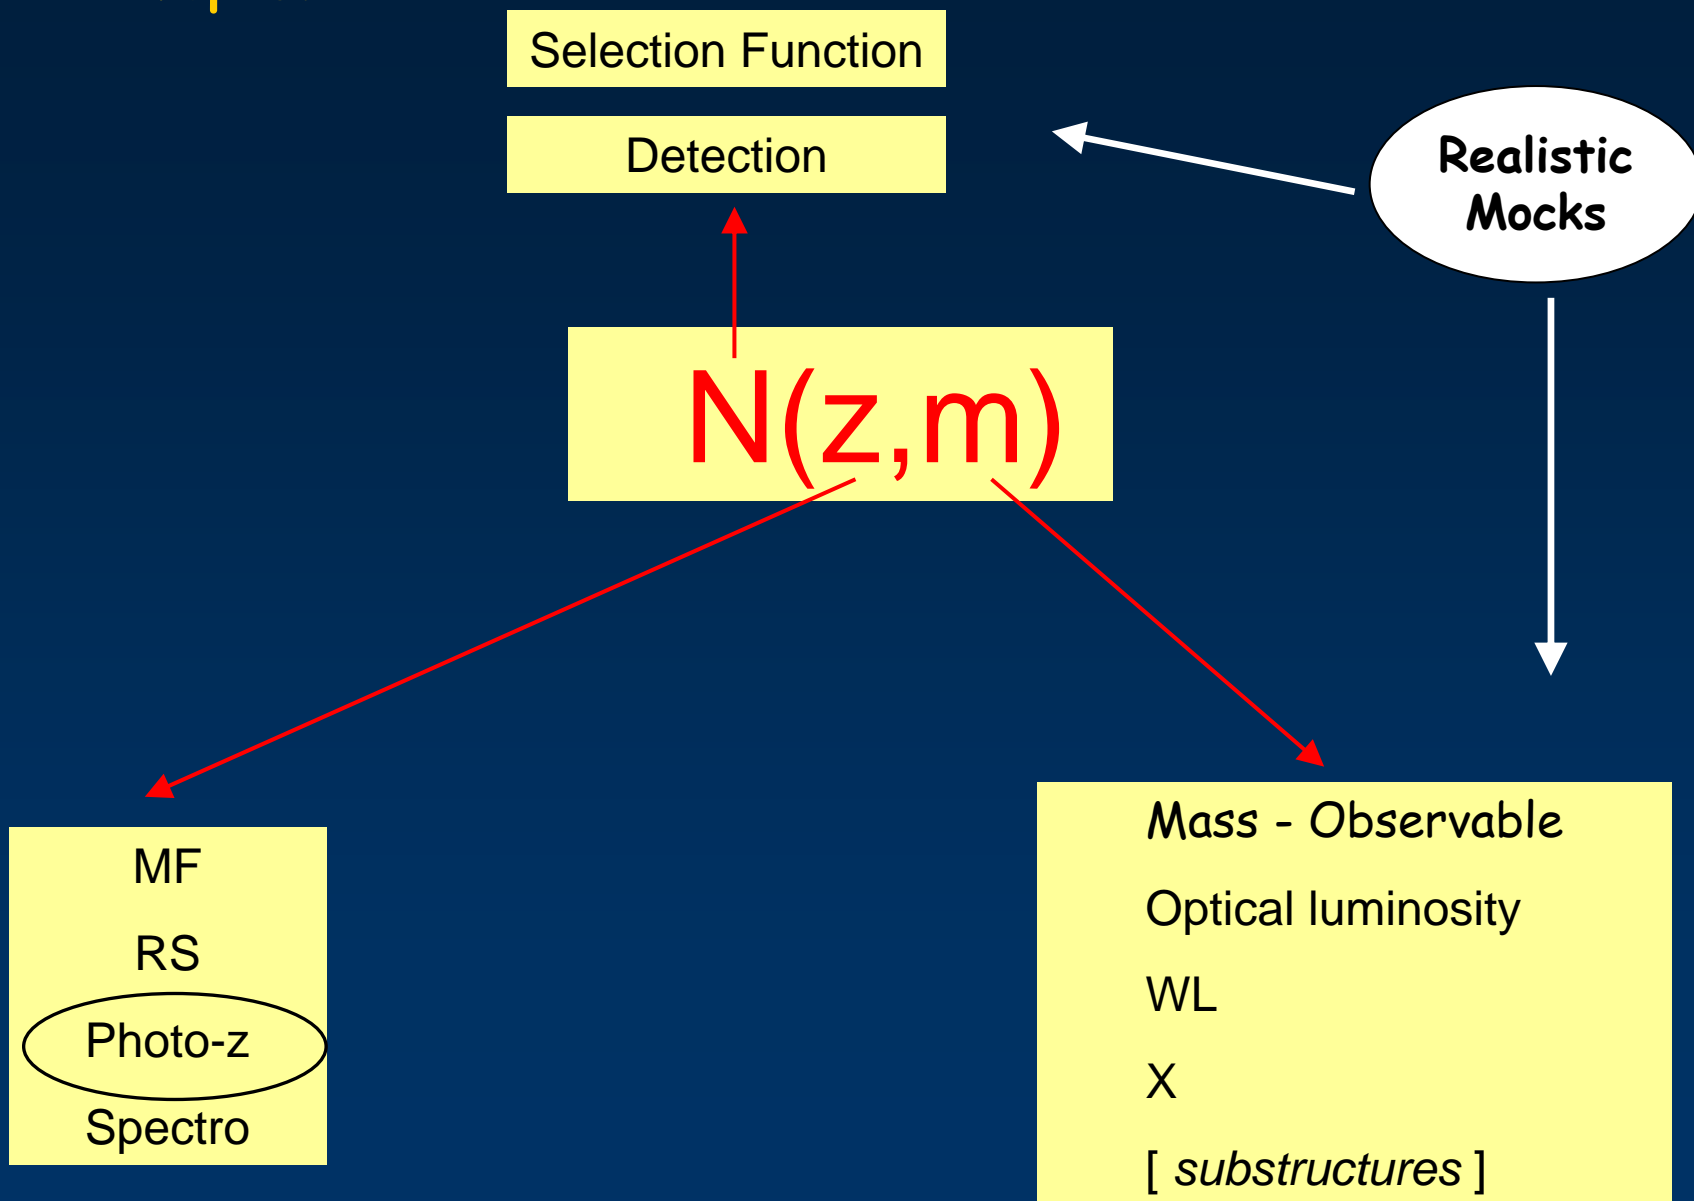 Selection Function
Detection
Realistic
Mocks
N(z,m)
MF
RS
Photo-z
Spectro
Mass - Observable
Optical luminosity
WL
X
[ substructures ]